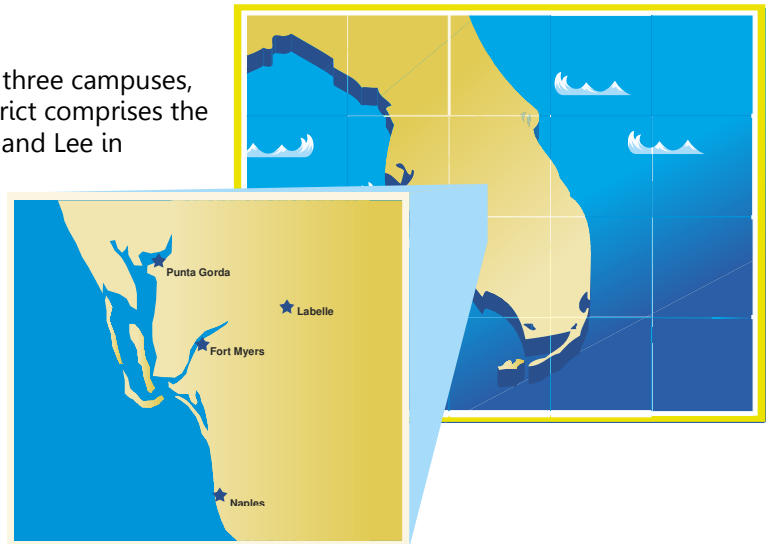 three campuses,
rict comprises the
and Lee in
Punta Gorda
Labelle
Fort Myers
Naples